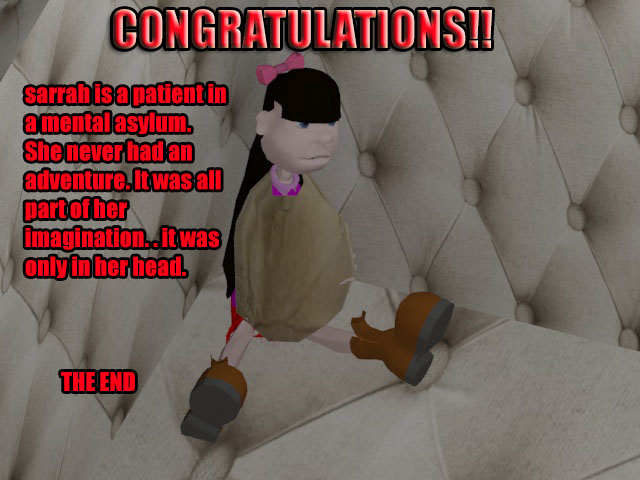 CONGRATULATIONS!!
sarrah is a patient in
a mental asylum.
She never had an
adventure. It was all
part of her
imagination. . it was
only in her head.
THE END